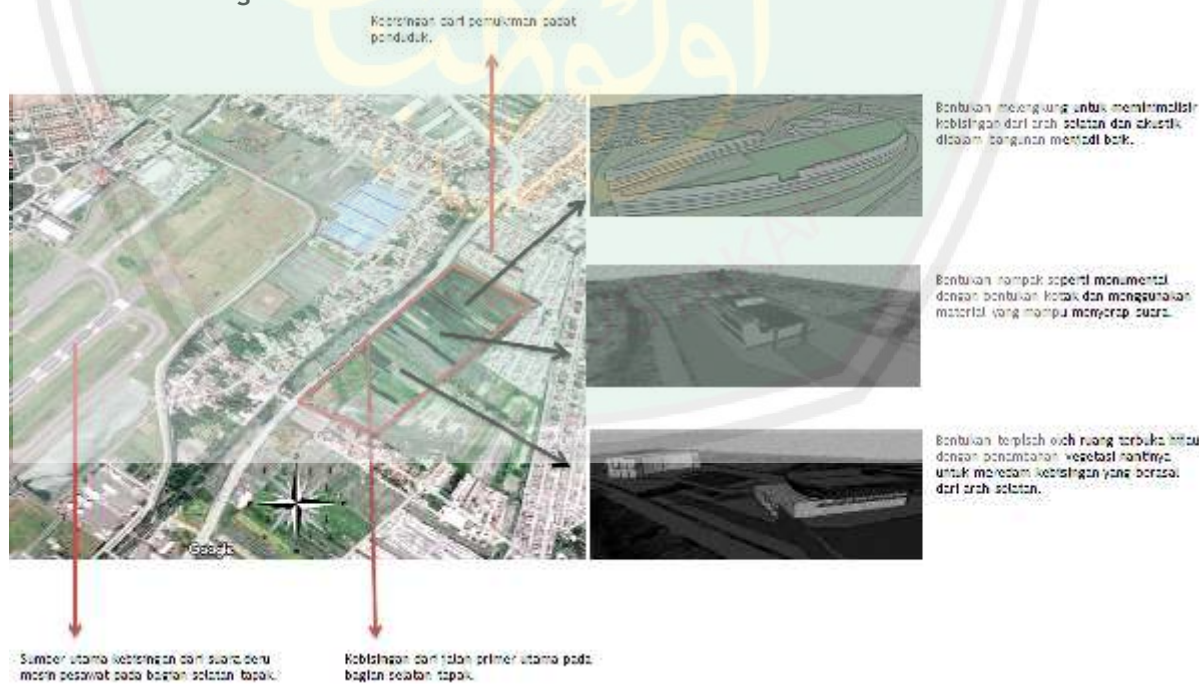 Kebisingan dari pemukiman padat
penduduk.
Bentukan melengkung untuk meminimalisir
kebisingan dari arah selatan dan akustik
didalam bangunan menjadi baik.
Bentukan nampak seperti monumental
dengan bentukan kotak dan menggunakan
material yang mampu menyerap suara.
Bentukan terpisah oleh ruang terbuka hijau
dengan penambahan vegetasi nantinya
untuk meredam kebisingan yang berasal
dari arah selatan.
Google
Sumber utama kebisingan dari suara deru
mesin pesawat pada bagian selatan tapak.
Kebisingan dari jalan primer utama pada
bagian selatan tapak.